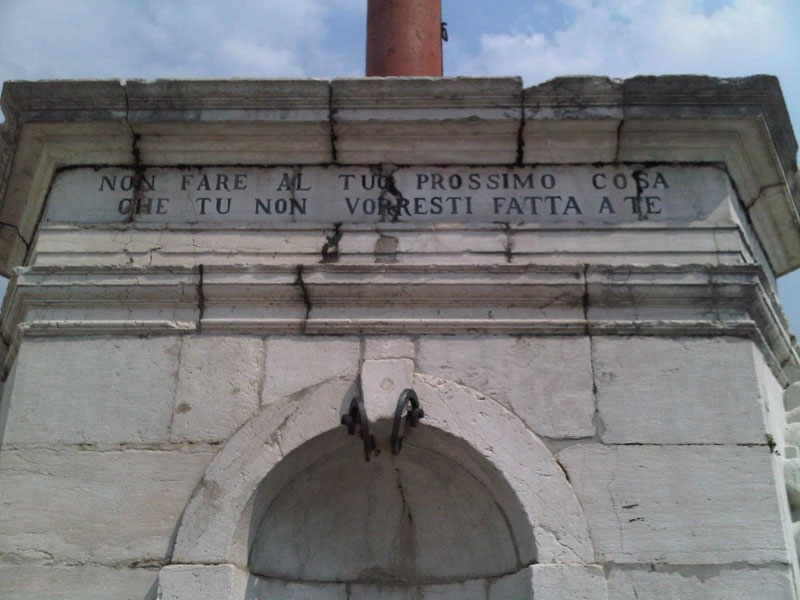 NON FARE AL TUO PROSSIMO COSA
CHE TU NON VORRESTI FATTA A TE